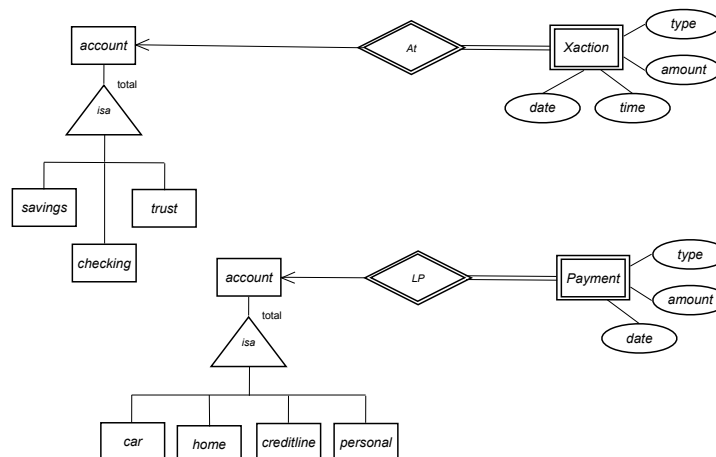 type
account
At
Xaction
amount
total
date
time
isa
savings
trust
checking
type
account
LP
Payment
amount
total
date
isa
car
home
creditline
personal